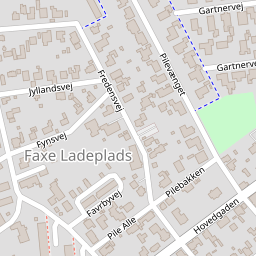 Gartnervej
Gartnervej
Pilevænget
Fredensvej
Jyllandsvej
Fynsvej
Faxe Ladeplads
Pilebakken
Favrbyvej
Hovedgaden
Pile Alle